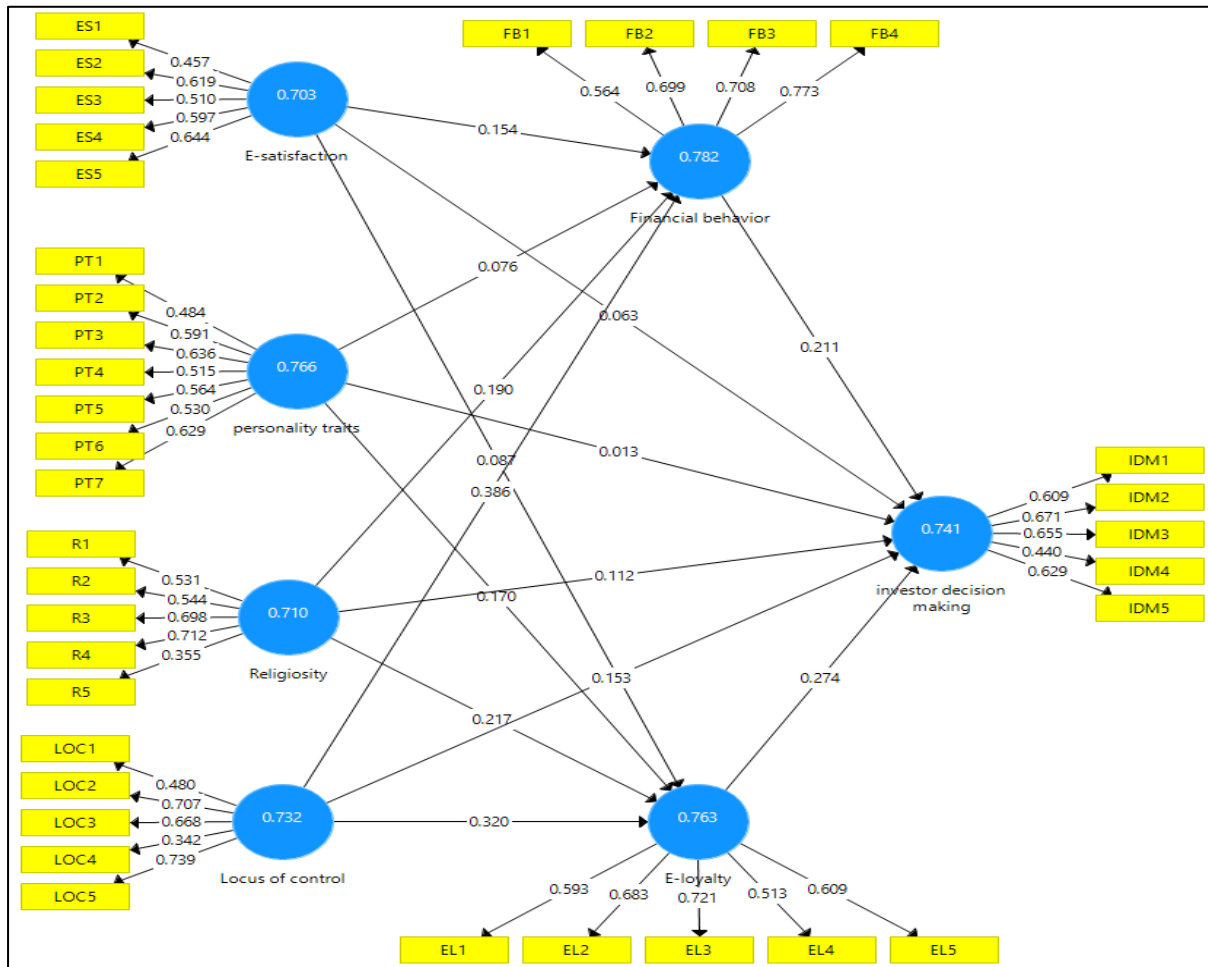 ES1
ES2
ES3
ES4
ES5
0.457
0.619
0.510
0.597
0.644
0.703
E-satisfaction
FB1
FB2
FB3
FB4
0.564
0.699
0.708
0.773
0.782
Financial behavior
0.154
0.076
0.063
0.211
0.190
PT1
PT2
PT3
PT4
PT5
PT6
PT7
0.484
0.591
0.636
0.515
0.564
0.530
0.629
0.766
personality traits
0.087
0.386
0.013
0.170
0.112
R1
R2
R3
R4
R5
0.531
0.544
0.698
0.712
0.355
0.710
Religiosity
0.217
0.153
0.274
0.741
investor decision
making
IDM1
IDM2
IDM3
IDM4
IDM5
0.609
0.671
0.655
0.440
0.629
LOC1
LOC2
LOC3
LOC4
LOC5
0.480
0.707
0.668
0.342
0.739
0.732
Locus of control
0.320
0.763
E-loyalty
0.593
0.683
0.721
0.513
0.609
EL1
EL2
EL3
EL4
EL5